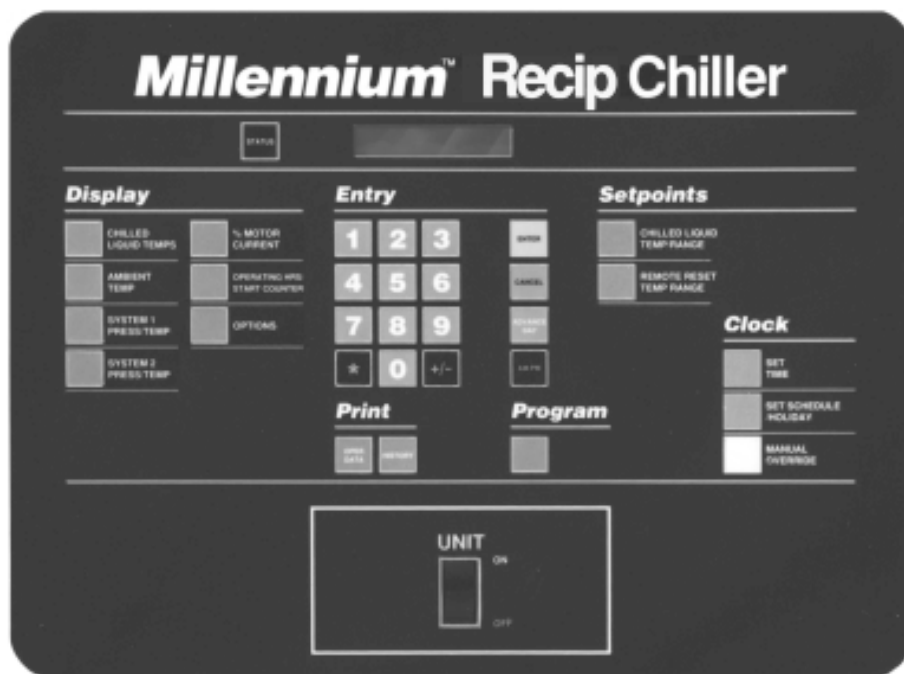 Millennium™ Recip Chiller
STATUS
Display
Entry
Setpoints
CHILLED
LIQUID TEMPS
% MOTOR
CURRENT
1 2 3
ENTER
CHILLED LIQUID
TEMP RANGE
AMBIENT
TEMP
OPERATING HRS
START COUNTER
4 5 6
CANCEL
REMOTE RESET
TEMP RANGE
SYSTEM 1
PRESS/TEMP
OPTIONS
7 8 9
ADVANCE
DAY
Clock
SYSTEM 2
PRESS/TEMP
* 0 +/-
AM/PM
SET
TIME
Print
Program
SET SCHEDULE
/HOLIDAY
OPER
DATA
HISTORY
MANUAL
OVERRIDE
UNIT
ON
OFF